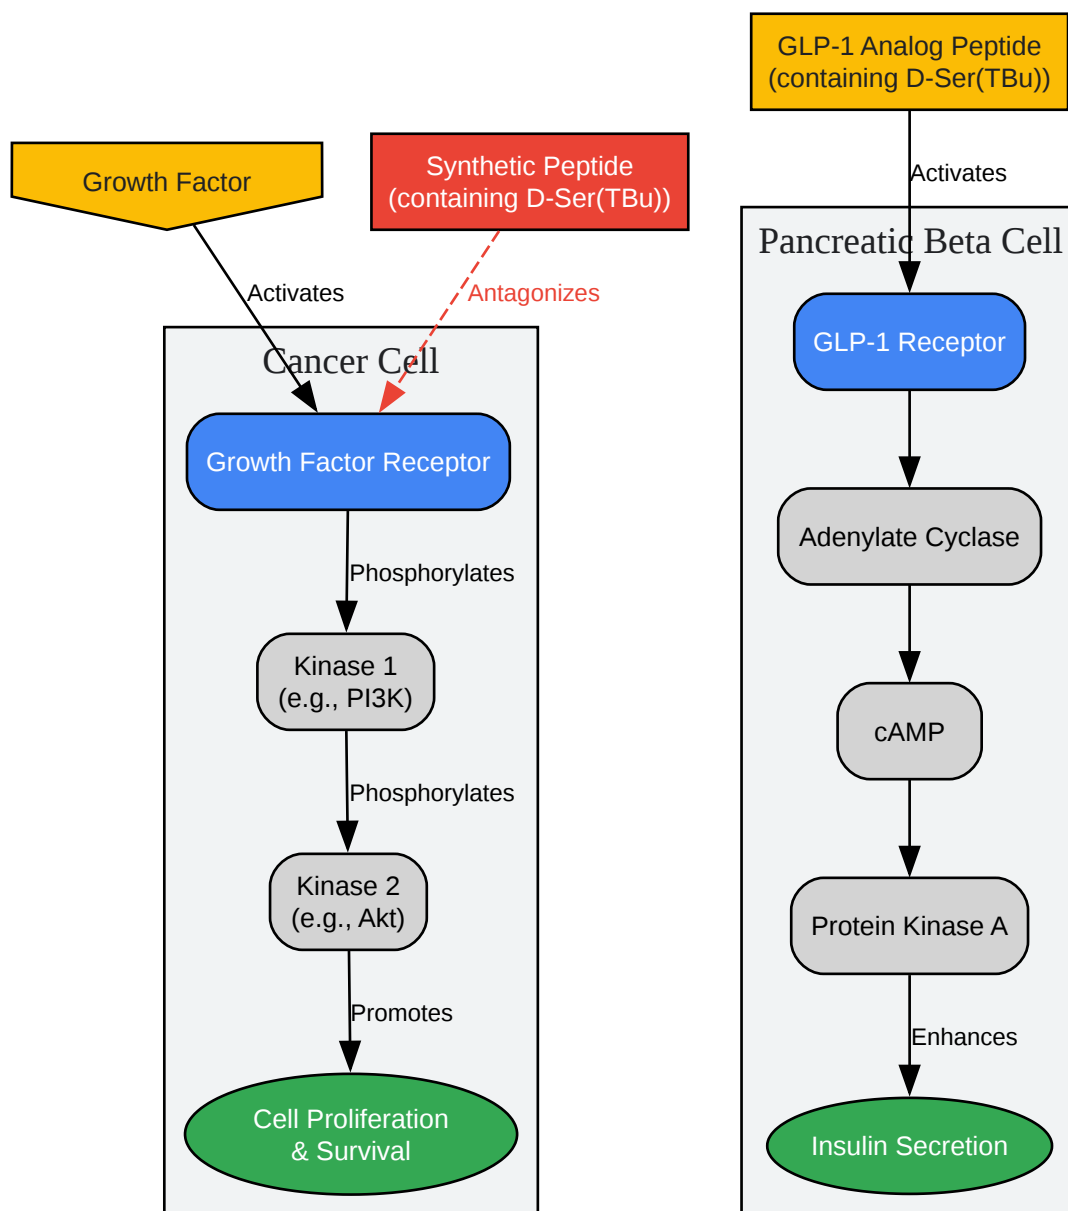 Growth Factor
Synthetic Peptide
(containing D-Ser(TBu))
Activates
Antagonizes
Cancer Cell
Growth Factor Receptor
Phosphorylates
Kinase 1
(e.g., PI3K)
Phosphorylates
Kinase 2
(e.g., Akt)
Promotes
Cell Proliferation
& Survival
GLP-1 Analog Peptide
(containing D-Ser(TBu))
Activates
Pancreatic Beta Cell
GLP-1 Receptor
Adenylate Cyclase
cAMP
Protein Kinase A
Enhances
Insulin Secretion